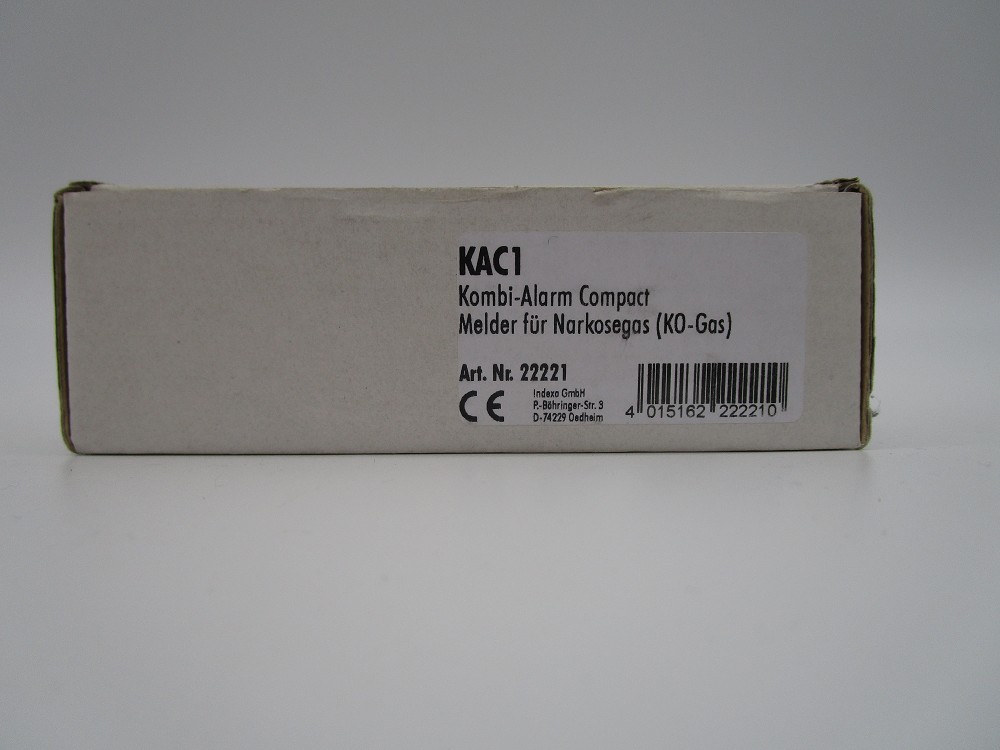 KAC1
Kombi-Alarm Compact
Melder für Narkosegas (KO-Gas)
Art. Nr. 22221
CE
Indexa GmbH
P.-Böhringer-Str. 3
D-74229 Oedheim
4 015162 222210